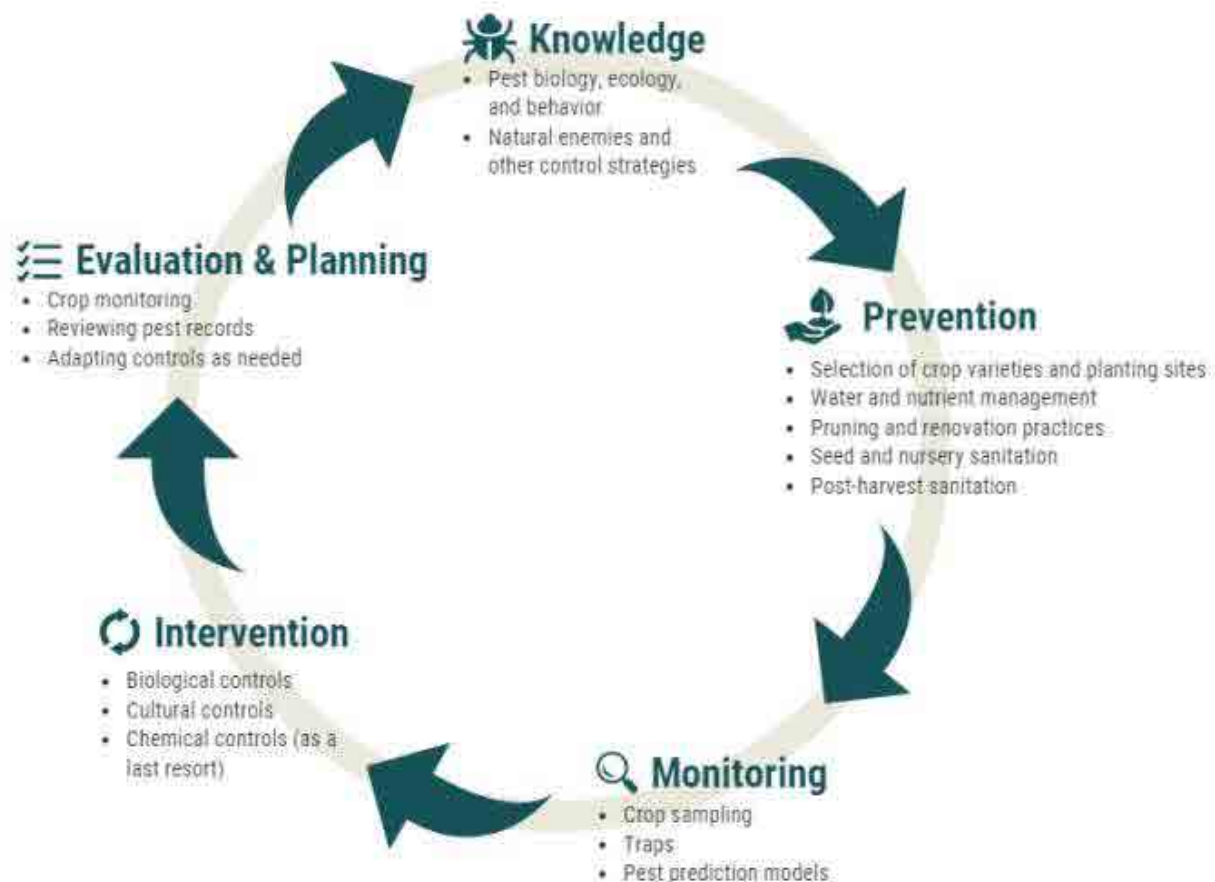 Knowledge
• Pest biology, ecology,
and behavior
• Natural enemies and
other control strategies
Prevention
• Selection of crop varieties and planting sites
• Water and nutrient management
• Pruning and renovation practices
• Seed and nursery sanitation
• Post-harvest sanitation
Monitoring
• Crop sampling
• Traps
• Pest prediction models
Intervention
• Biological controls
• Cultural controls
• Chemical controls (as a
last resort)
Evaluation & Planning
• Crop monitoring
• Reviewing pest records
• Adapting controls as needed